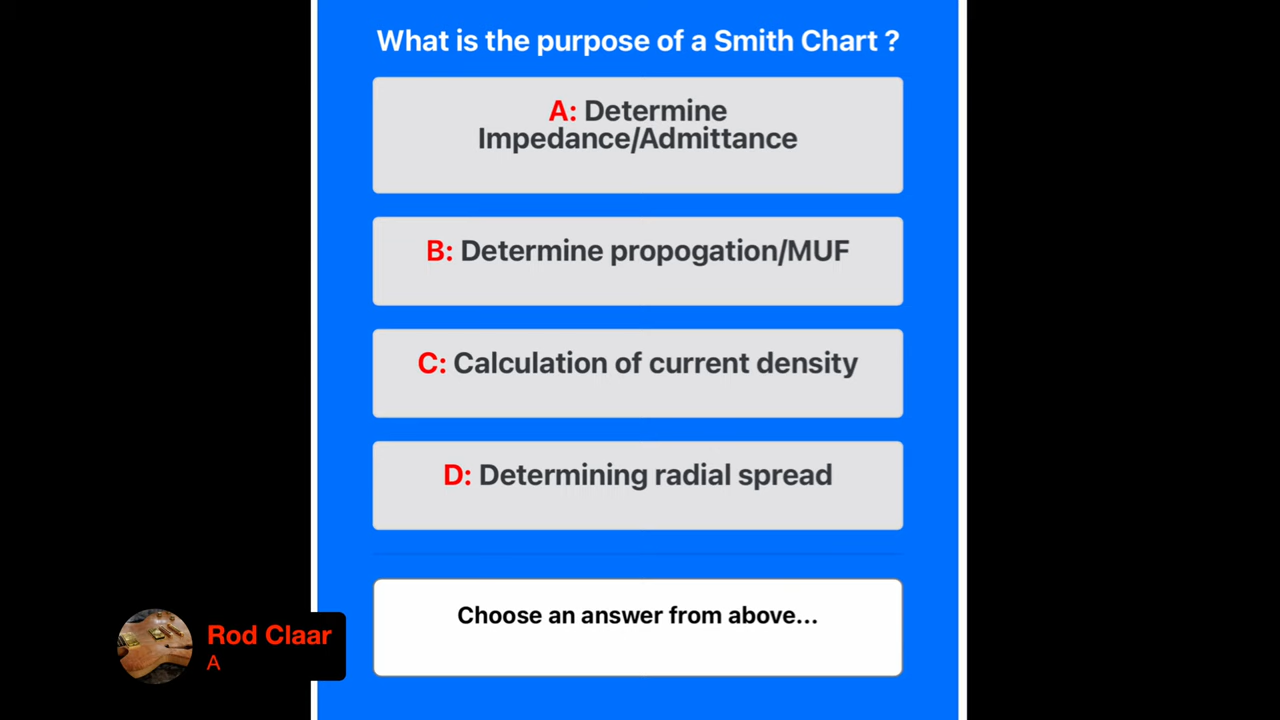 What is the purpose of a Smith Chart ?
A: Determine
Impedance/Admittance
B: Determine propogation/MUF
C: Calculation of current density
D: Determining radial spread
Choose an answer from above...
Rod Claar
A